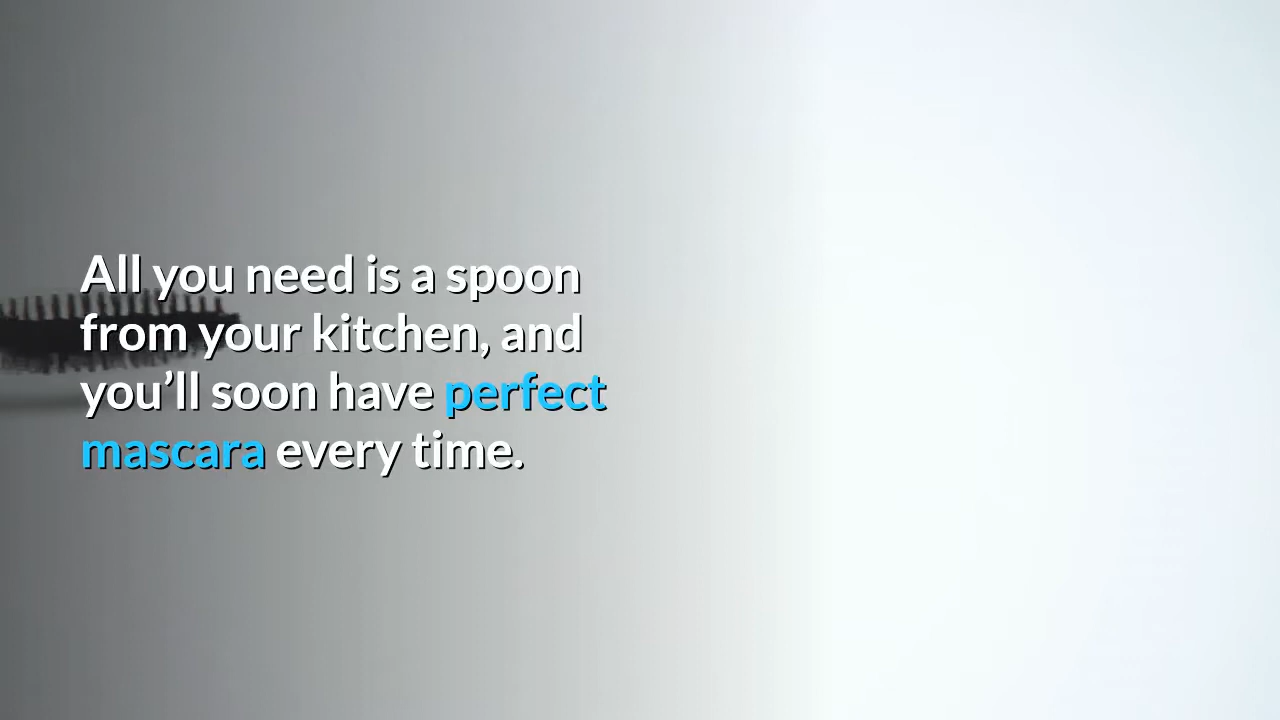 All you need is a spoon
from your kitchen, and
you’ll soon have perfect
mascara every time.